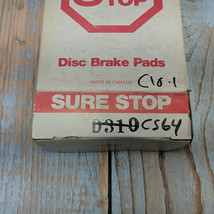 STOP
Disc Brake Pads
MADE IN CANADA
C18.1
SURE STOP
D310 CS64